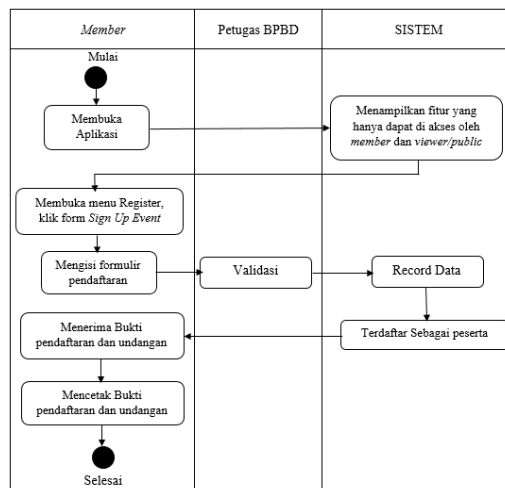 Member
Petugas BPBD
SISTEM
Mulai
Membuka
Aplikasi
Menampilkan fitur yang
hanya dapat di akses oleh
member dan viewer/public
Membuka menu Register,
klik form Sign Up Event
Mengisi formulir
pendaftaran
Validasi
Record Data
Menerima Bukti
pendaftaran dan undangan
Terdaftar Sebagai peserta
Mencetak Bukti
pendaftaran dan undangan
Selesai